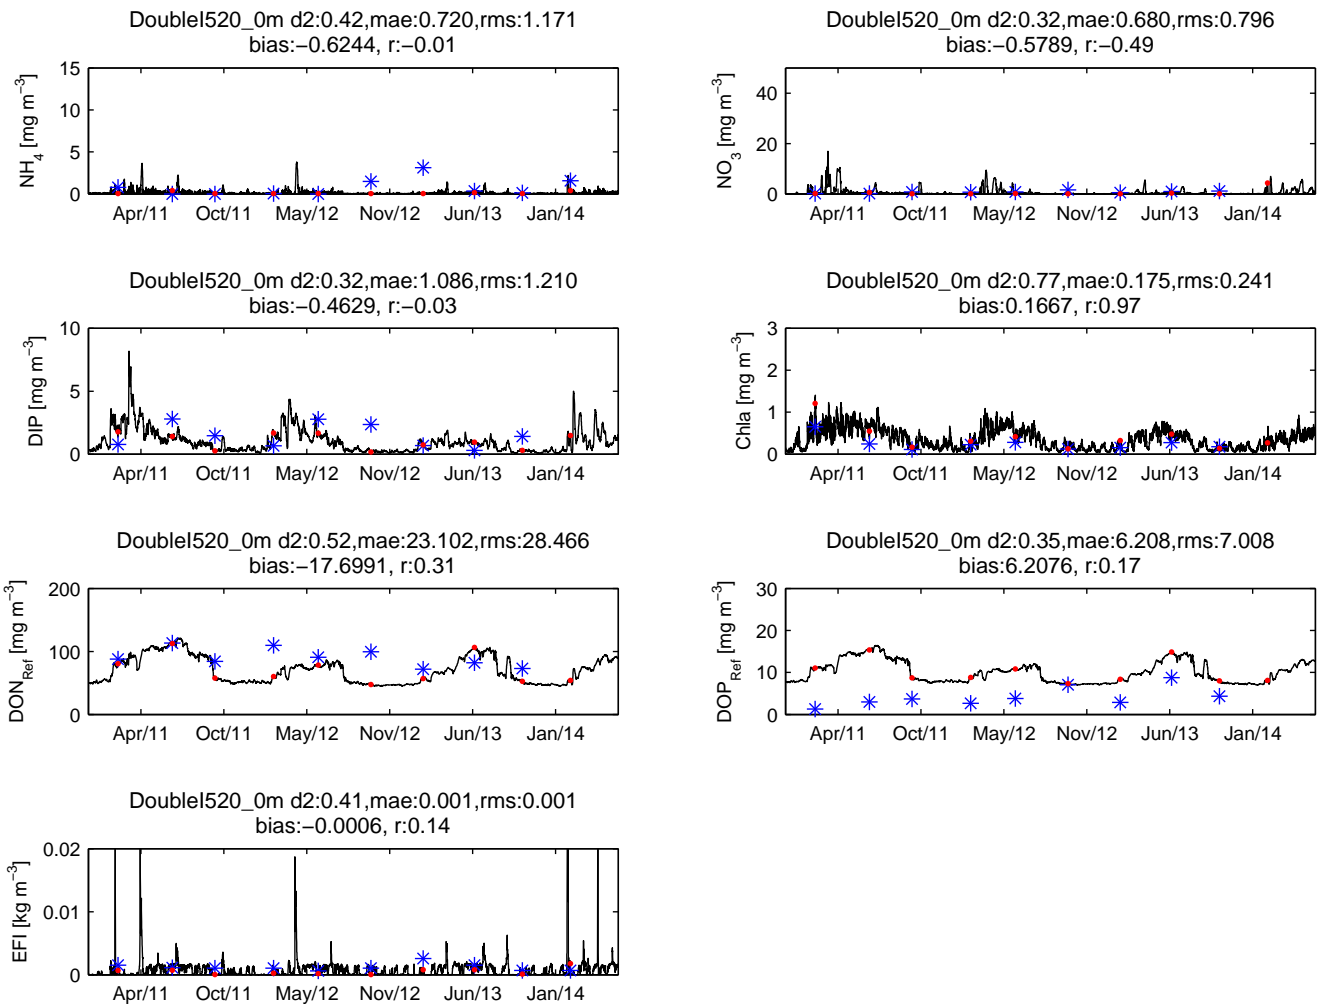 DoubleI520_0m d2:0.42,mae:0.720,rms:1.171
bias:−0.6244, r:−0.01
NH4 [mg m−3]
15
10
5
0
Apr/11 Oct/11 May/12 Nov/12 Jun/13 Jan/14
DoubleI520_0m d2:0.32,mae:0.680,rms:0.796
bias:−0.5789, r:−0.49
NO3 [mg m−3]
40
20
0
Apr/11 Oct/11 May/12 Nov/12 Jun/13 Jan/14
DoubleI520_0m d2:0.32,mae:1.086,rms:1.210
bias:−0.4629, r:−0.03
DIP [mg m−3]
10
5
0
Apr/11 Oct/11 May/12 Nov/12 Jun/13 Jan/14
DoubleI520_0m d2:0.77,mae:0.175,rms:0.241
bias:0.1667, r:0.97
Chla [mg m−3]
3
2
1
0
Apr/11 Oct/11 May/12 Nov/12 Jun/13 Jan/14
DoubleI520_0m d2:0.52,mae:23.102,rms:28.466
bias:−17.6991, r:0.31
DONRef [mg m−3]
200
100
0
Apr/11 Oct/11 May/12 Nov/12 Jun/13 Jan/14
DoubleI520_0m d2:0.35,mae:6.208,rms:7.008
bias:6.2076, r:0.17
DOPRef [mg m−3]
30
20
10
0
Apr/11 Oct/11 May/12 Nov/12 Jun/13 Jan/14
DoubleI520_0m d2:0.41,mae:0.001,rms:0.001
bias:−0.0006, r:0.14
EFI [kg m−3]
0.02
0.01
0
Apr/11 Oct/11 May/12 Nov/12 Jun/13 Jan/14